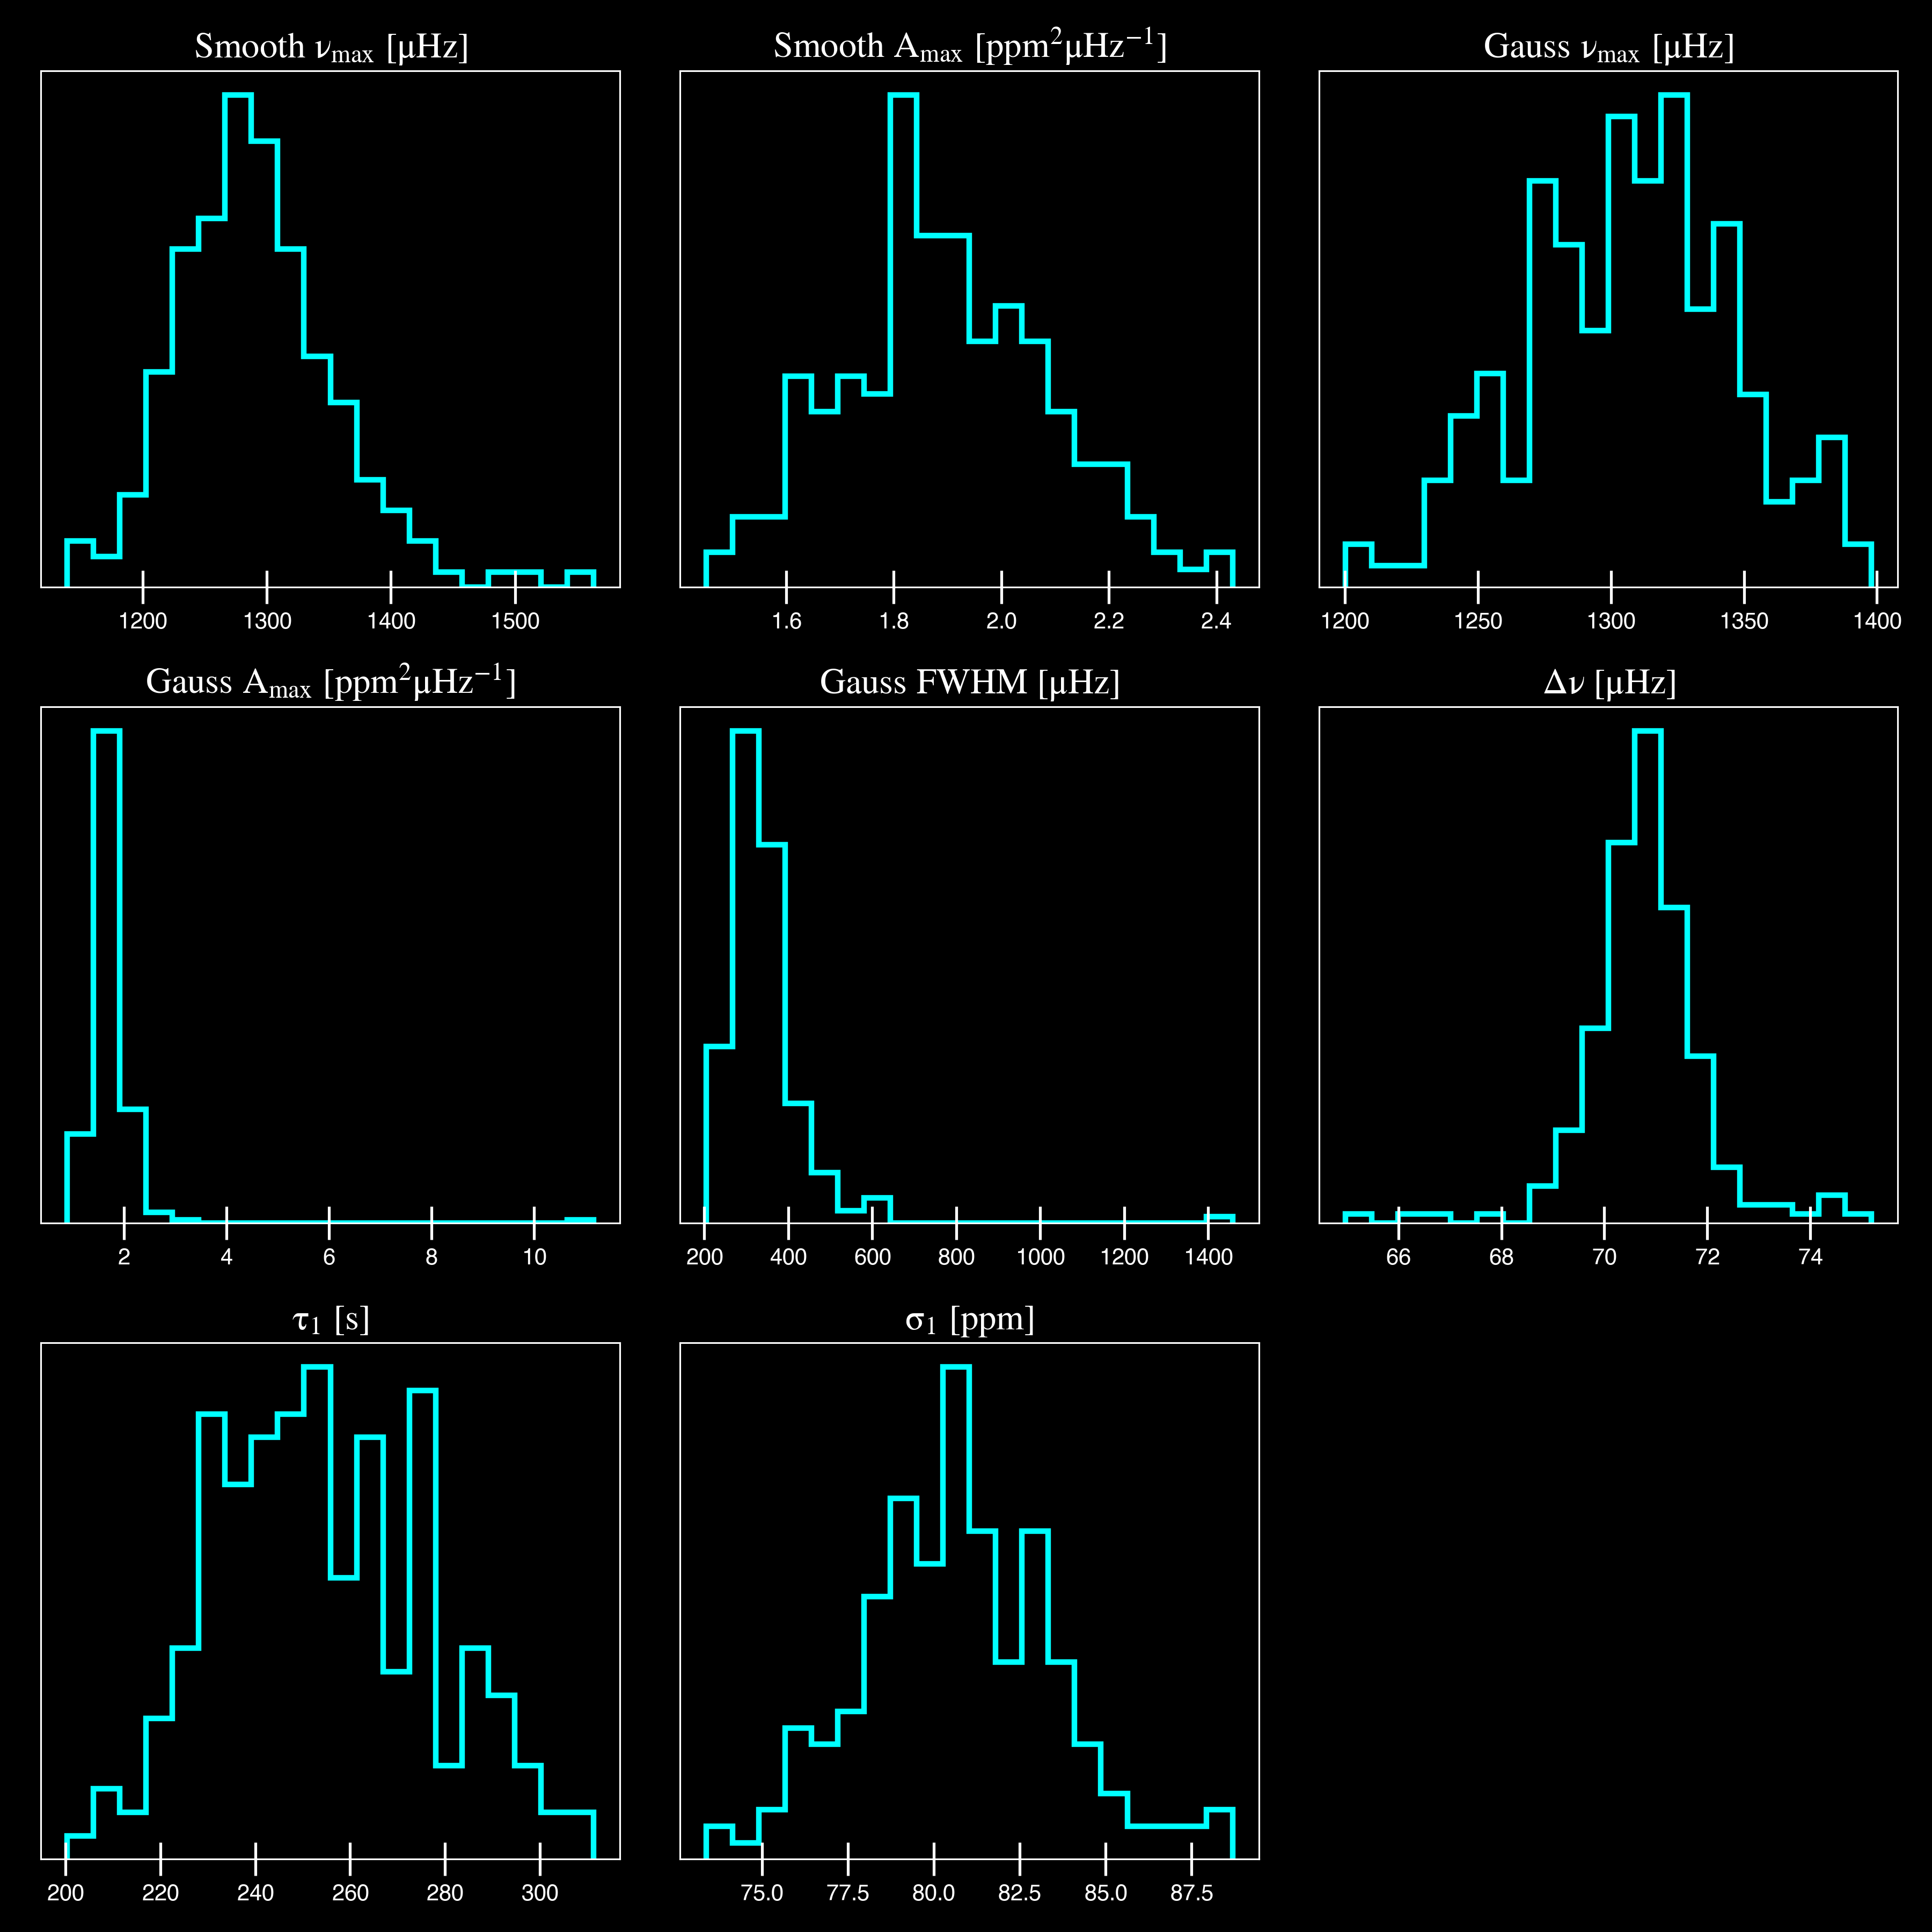 Smooth νmax [μHz] Smooth Amax [ppm²μHz⁻¹] Gauss νmax [μHz]
1200 1300 1400 1500 1.6 1.8 2.0 2.2 2.4 1200 1250 1300 1350 1400
Gauss Amax [ppm²μHz⁻¹] Gauss FWHM [μHz] Δν [μHz]
2 4 6 8 10 200 400 600 800 1000 1200 1400 66 68 70 72 74
τ₁ [s] σ₁ [ppm]
200 220 240 260 280 300 75.0 77.5 80.0 82.5 85.0 87.5